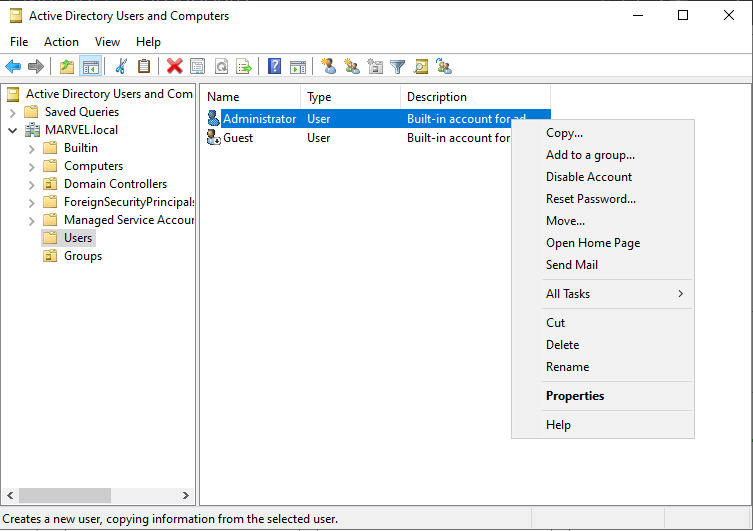 Active Directory Users and Computers
File Action View Help
Active Directory Users and Com
Saved Queries
MARVEL.local
Builtin
Computers
Domain Controllers
ForeignSecurityPrincipals
Managed Service Accour
Users
Groups
Name Type Description
Administrator User Built-in account for ad...
Guest User Built-in account for
Copy...
Add to a group...
Disable Account
Reset Password...
Move...
Open Home Page
Send Mail
All Tasks
Cut
Delete
Rename
Properties
Help
Creates a new user, copying information from the selected user.